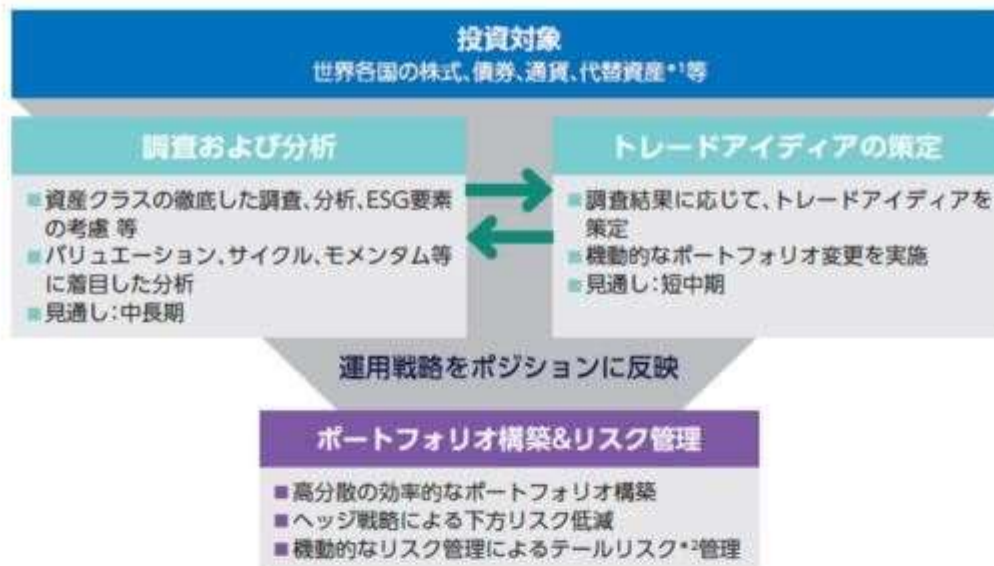 投資対象
世界各国の株式、債券、通貨、代替資産*1等
調査および分析
■資産クラスの徹底した調査、分析、ESG要素
の考慮 等
■バリュエーション、サイクル、モメンタム等
に着目した分析
■見通し:中長期
トレードアイディアの策定
■調査結果に応じて、トレードアイディアを
策定
■機動的なポートフォリオ変更を実施
■見通し:短中期
運用戦略をポジションに反映
ポートフォリオ構築&リスク管理
■高分散の効率的なポートフォリオ構築
■ヘッジ戦略による下方リスク低減
■機動的なリスク管理によるテールリスク*2管理